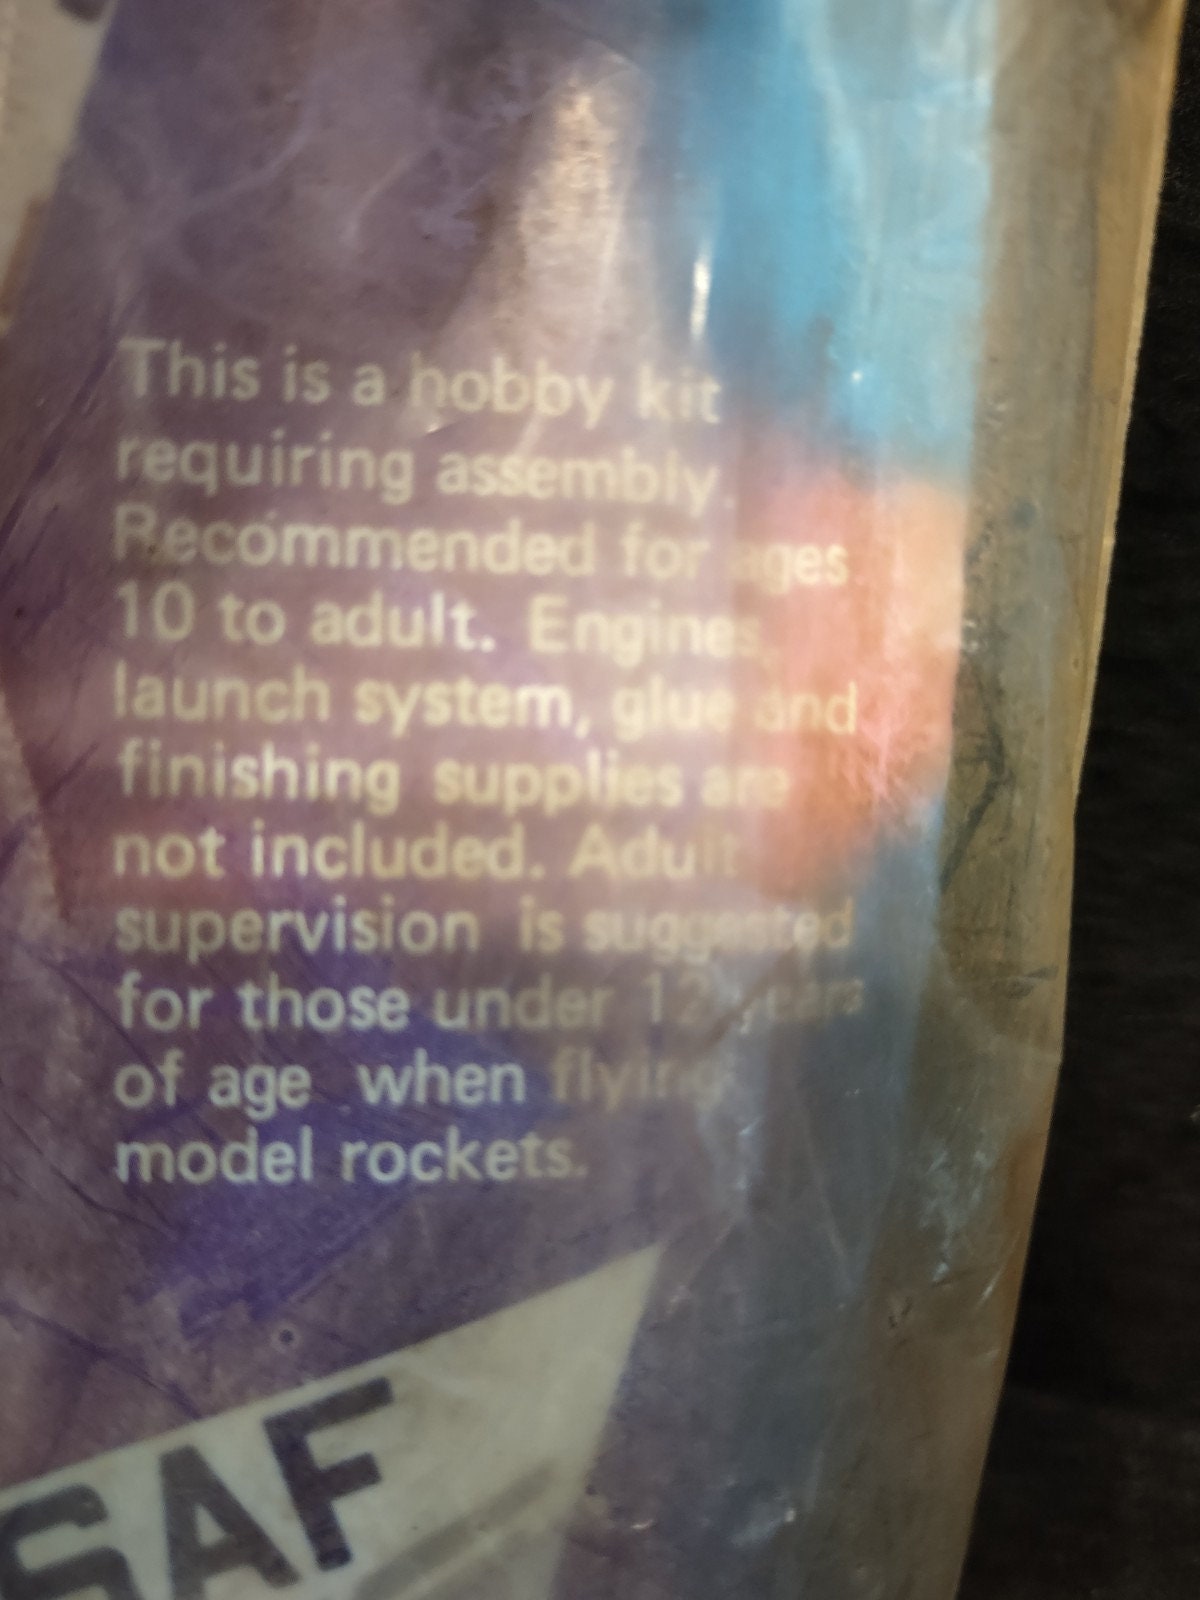 This is a hobby kit
requiring assembly.
Recommended for ages
10 to adult. Engines,
launch system, glue and
finishing supplies are
not included. Adult
supervision is suggested
for those under 12 years
of age when flying
model rockets.
SAF